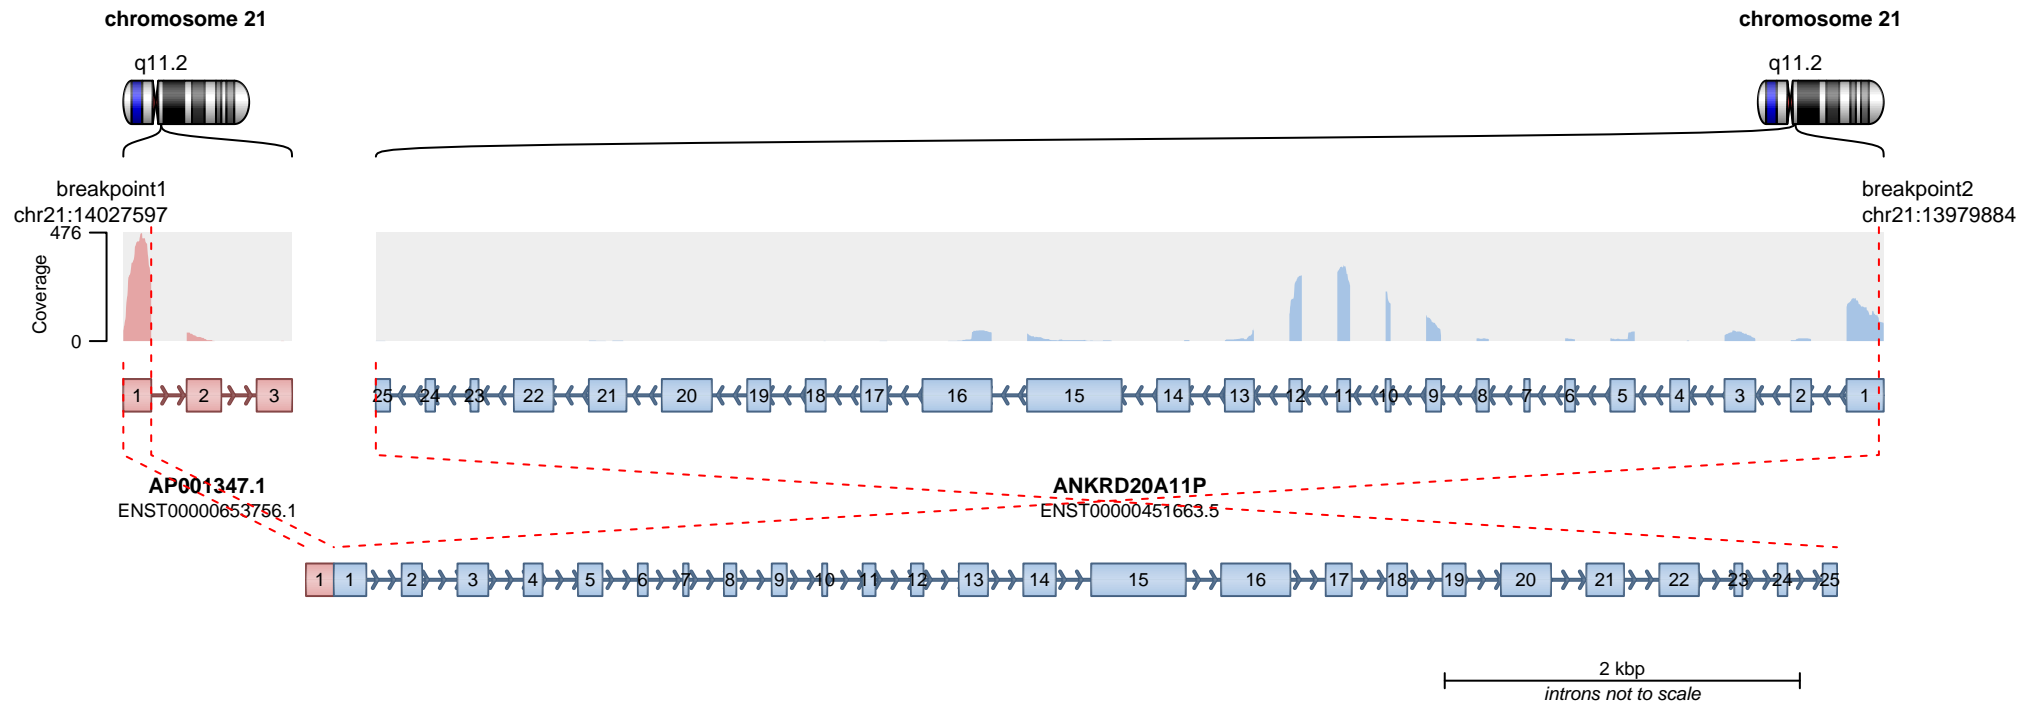 chromosome 21
chromosome 21
q11.2
q11.2
breakpoint1
chr21:14027597
breakpoint2
chr21:13979884
476
Coverage
0
1 2 3
25 24 23 22 21 20 19 18 17 16 15 14 13 12 11 10 9 8 7 6 5 4 3 2 1
AP001347.1
ENST00000653756.1
ANKRD20A11P
ENST00000451663.5
1 1 2 3 4 5 6 7 8 9 10 11 12 13 14 15 16 17 18 19 20 21 22 23 24 25
2 kbp
introns not to scale